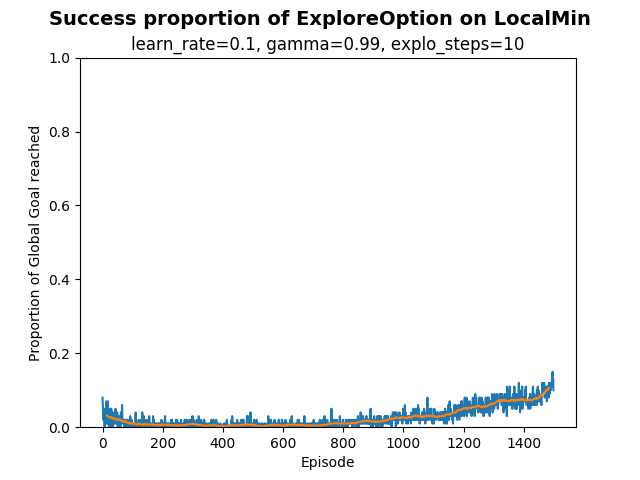 Success proportion of ExploreOption on LocalMin
learn_rate=0.1, gamma=0.99, explo_steps=10
1.0
0.8
0.6
0.4
0.2
0.0
Proportion of Global Goal reached
0 200 400 600 800 1000 1200 1400
Episode